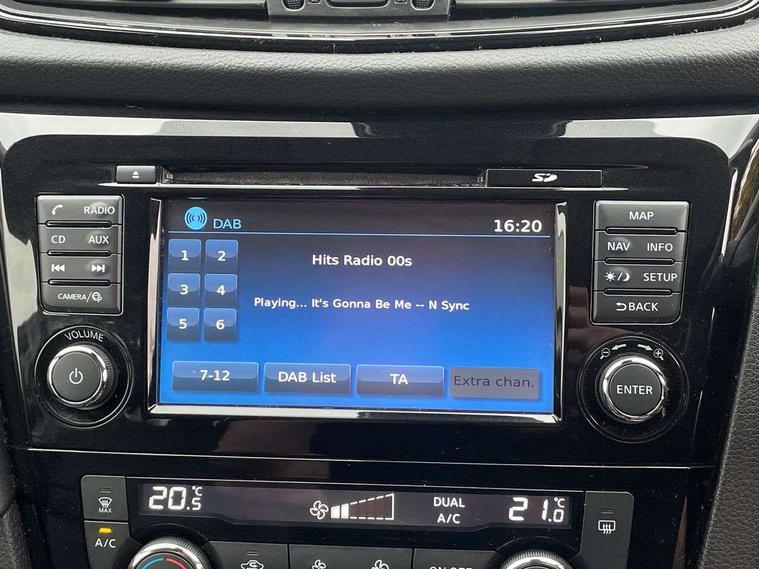 SD
RADIO
CD AUX
CAMERA/
VOLUME
DAB 16:20
1 2
3 4
5 6
Hits Radio 00s
Playing... It's Gonna Be Me -- N Sync
7-12 DAB List TA Extra chan.
MAP
NAV INFO
SETUP
BACK
ENTER
MAX
A/C
20.5°C
DUAL
A/C
21.0°C
ON·OFF